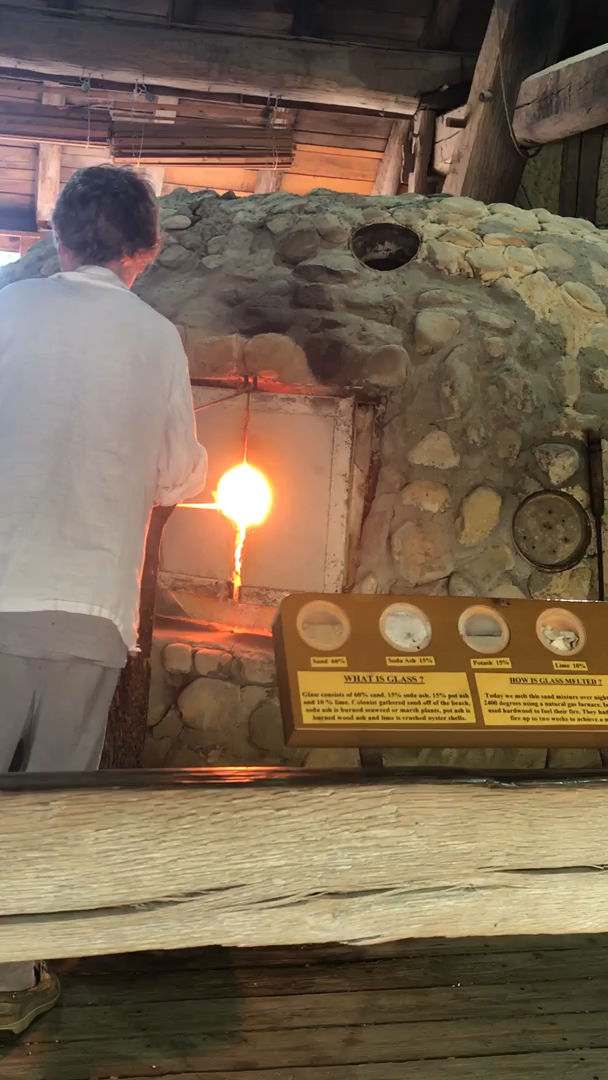 Sand 60%
Soda Ash 15%
Potash 15%
Lime 10%
WHAT IS GLASS ?
Glass consists of 60% sand, 15% soda ash, 15% pot ash
and 10 % lime. Colonist gathered sand off of the beach,
soda ash is burned seaweed or marsh plants, pot ash is
burned wood ash and lime is crushed oyster shells.
HOW IS GLASS MELTED ?
Today we melt this sand mixture over nigh
2400 degrees using a natural gas furnace. In
used hardwood to fuel their fire. They had
fire up to two weeks to achieve a